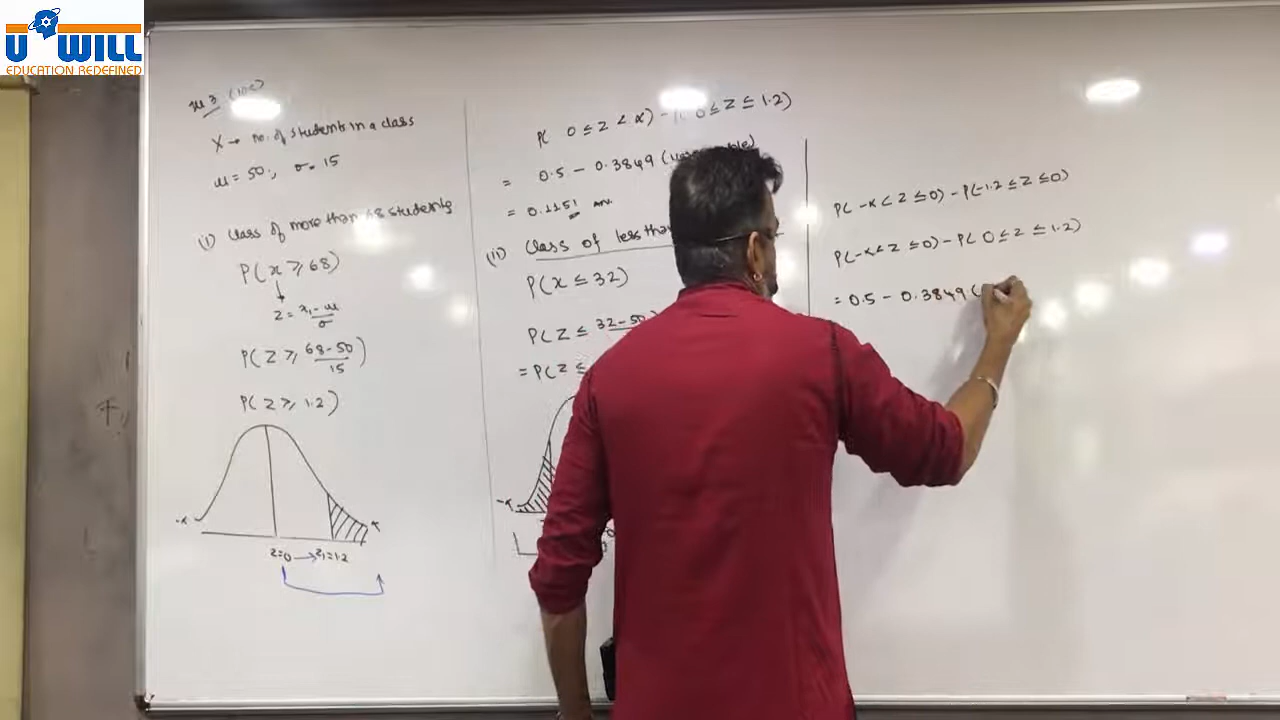 U WILL
EDUCATION REDEFINED
X → no. of students in a class
μ = 50, σ = 15
(i) Class of more than 68 students
P(x ≥ 68)
z = x₁ - μ / σ
P(Z ≥ 68-50 / 15)
P(Z ≥ 1.2)
-∝ ∝
z=0 → z₁=1.2
P( 0 ≤ z < ∝) - P( 0 ≤ z ≤ 1.2)
= 0.5 - 0.3849
= 0.1151 ans.
(ii) Class of less than
P(x ≤ 32)
P(Z ≤ 32-50
= P(Z ≤
-∝
P( -∝ < z ≤ 0) - P(-1.2 ≤ z ≤ 0)
P(-∝ < z ≤ 0) - P( 0 ≤ z ≤ 1.2)
= 0.5 - 0.3849 (